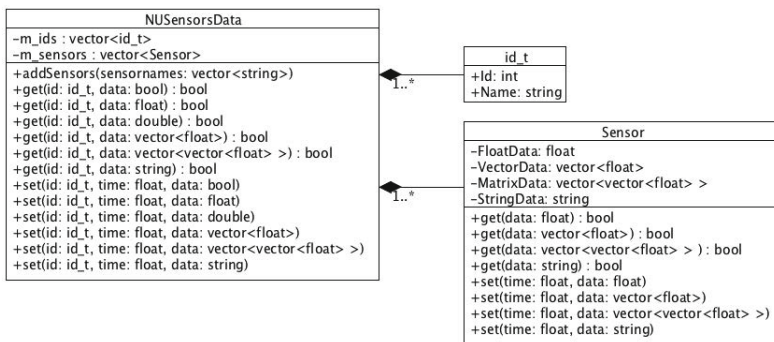 NUSensorsData
-m_ids : vector<id_t>
-m_sensors : vector<Sensor>
+addSensors(sensornames: vector<string>)
+get(id: id_t, data: bool) : bool
+get(id: id_t, data: float) : bool
+get(id: id_t, data: double) : bool
+get(id: id_t, data: vector<float>) : bool
+get(id: id_t, data: vector<vector<float> >) : bool
+get(id: id_t, data: string) : bool
+set(id: id_t, time: float, data: bool)
+set(id: id_t, time: float, data: float)
+set(id: id_t, time: float, data: double)
+set(id: id_t, time: float, data: vector<float>)
+set(id: id_t, time: float, data: vector<vector<float> >)
+set(id: id_t, time: float, data: string)
1..*
1..*
id_t
+Id: int
+Name: string
Sensor
-FloatData: float
-VectorData: vector<float>
-MatrixData: vector<vector<float> >
-StringData: string
+get(data: float) : bool
+get(data: vector<float>) : bool
+get(data: vector<vector<float> > ) : bool
+get(data: string) : bool
+set(time: float, data: float)
+set(time: float, data: vector<float>)
+set(time: float, data: vector<vector<float> >)
+set(time: float, data: string)